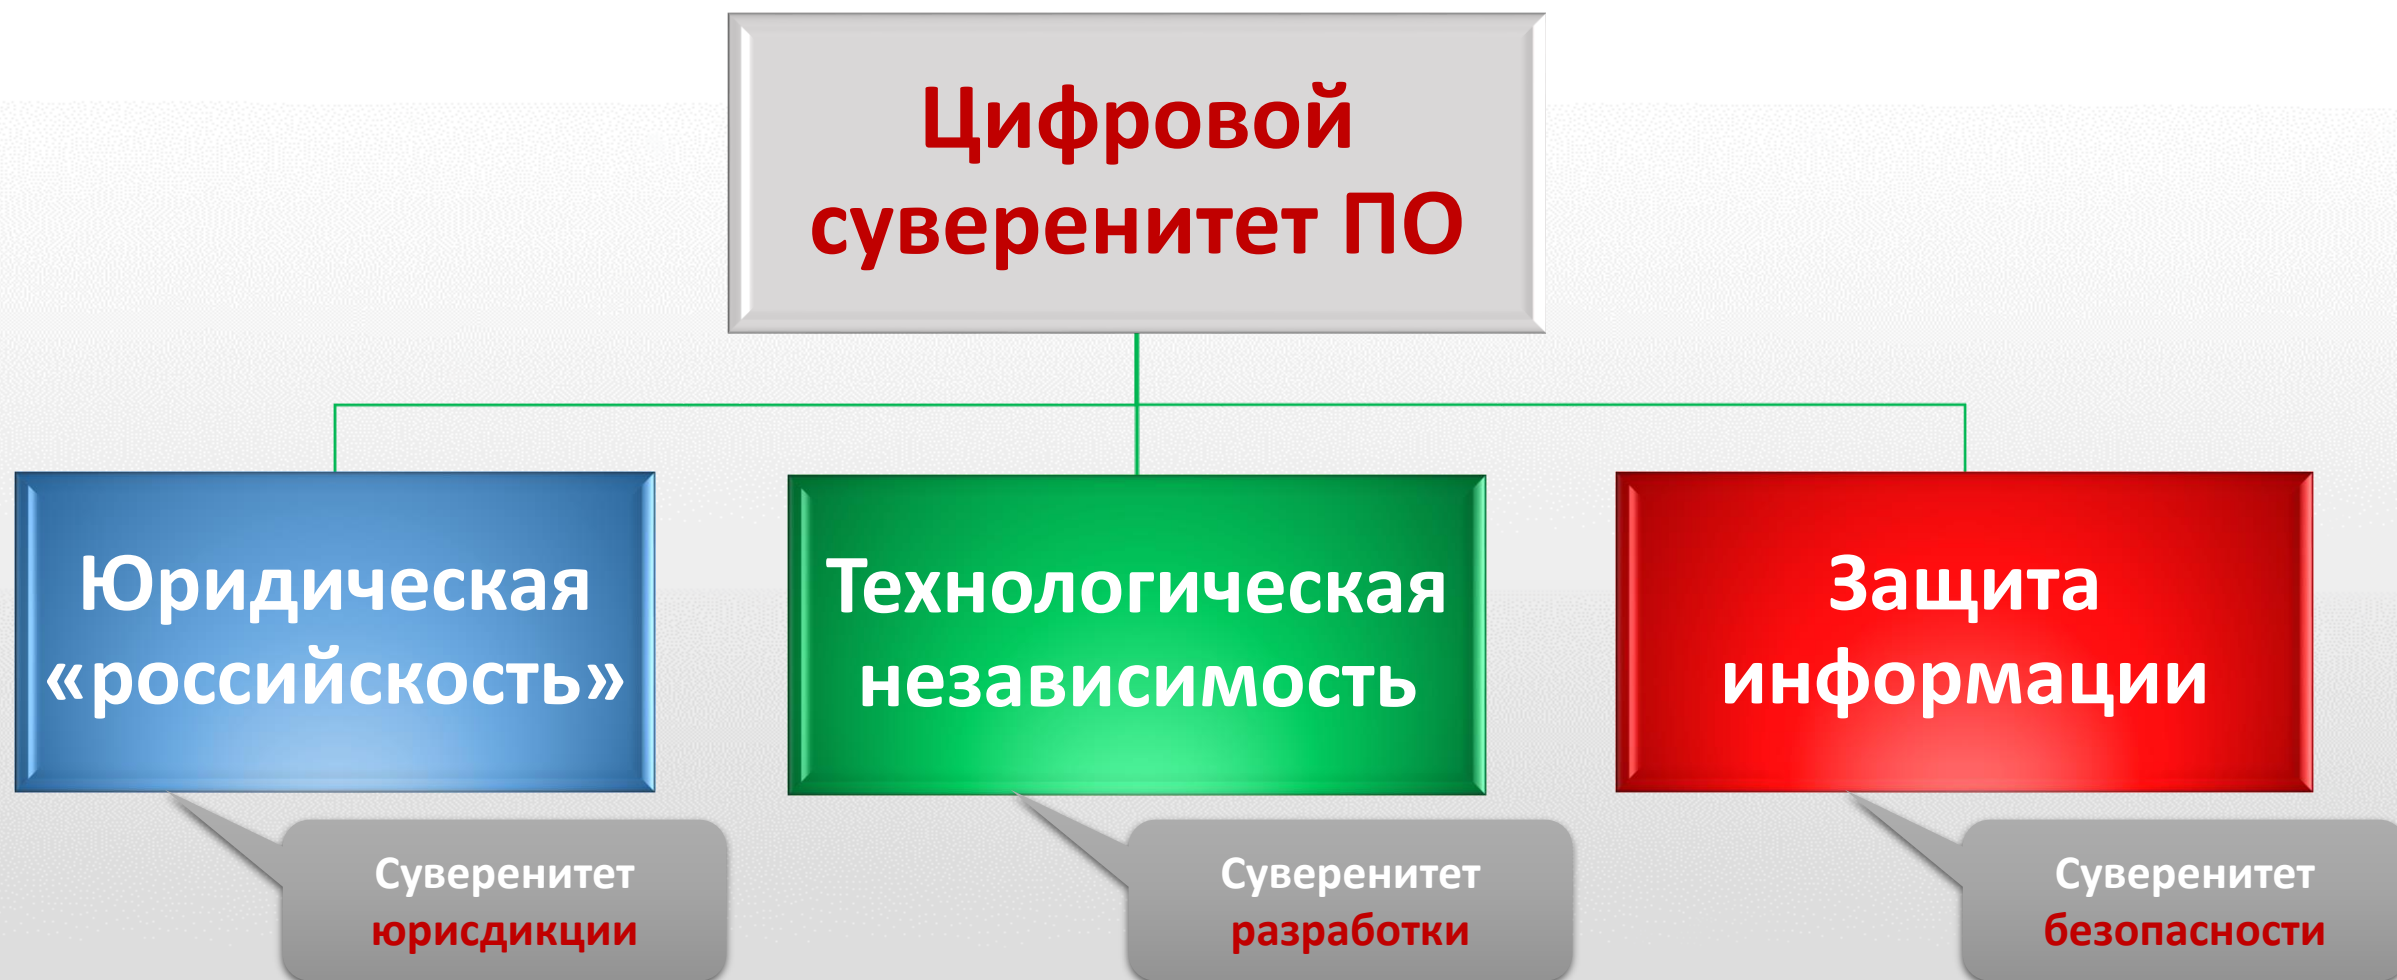 Цифровой
суверенитет ПО
Юридическая
«российскость»
Технологическая
независимость
Защита
информации
Суверенитет
юрисдикции
Суверенитет
разработки
Суверенитет
безопасности